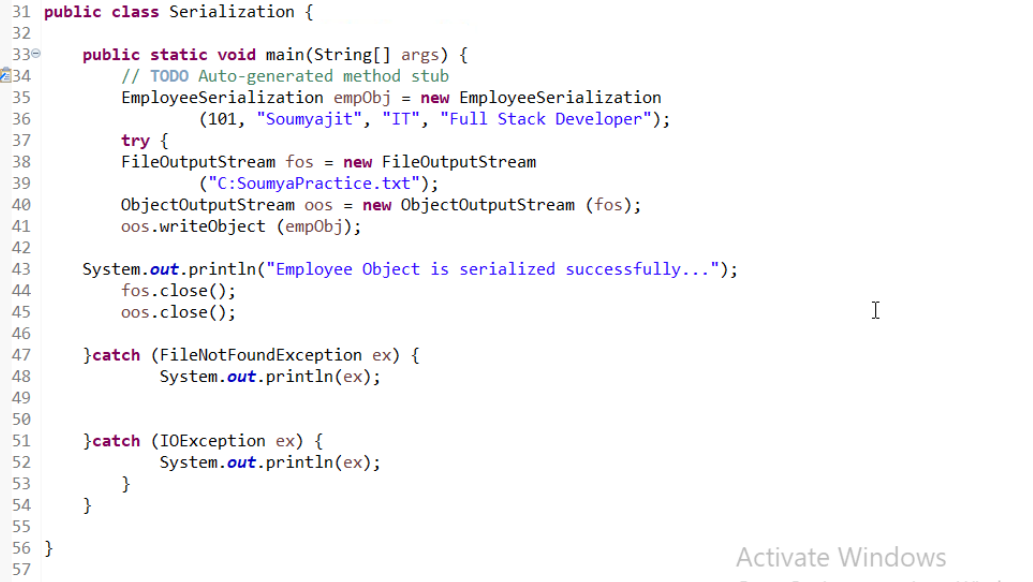 31 public class Serialization {
32
33 public static void main(String[] args) {
34 // TODO Auto-generated method stub
35 EmployeeSerialization empObj = new EmployeeSerialization
36 (101, "Soumyajit", "IT", "Full Stack Developer");
37 try {
38 FileOutputStream fos = new FileOutputStream
39 ("C:SoumyaPractice.txt");
40 ObjectOutputStream oos = new ObjectOutputStream (fos);
41 oos.writeObject (empObj);
42
43 System.out.println("Employee Object is serialized successfully...");
44 fos.close();
45 oos.close();
46
47 }catch (FileNotFoundException ex) {
48 System.out.println(ex);
49
50
51 }catch (IOException ex) {
52 System.out.println(ex);
53 }
54 }
55
56 }
57
Activate Windows